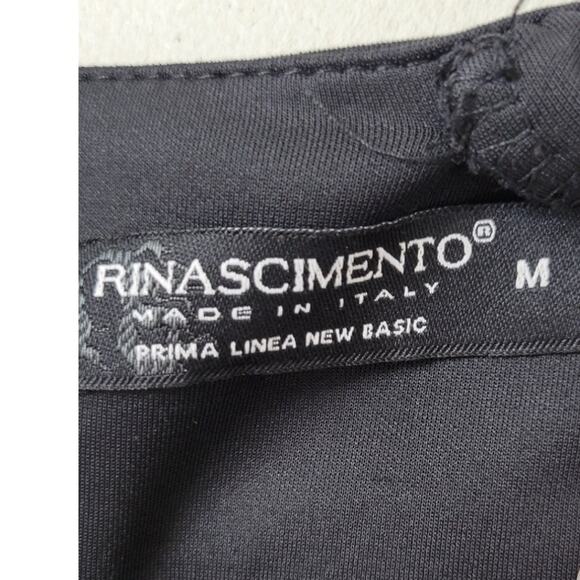 RINASCIMENTO® M
MADE IN ITALY
PRIMA LINEA NEW BASIC